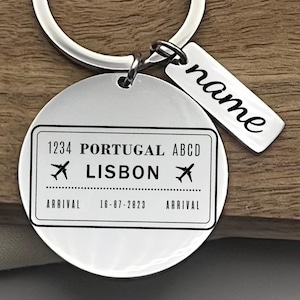 name
1234 PORTUGAL ABCD
LISBON
ARRIVAL 16-07-2023 ARRIVAL